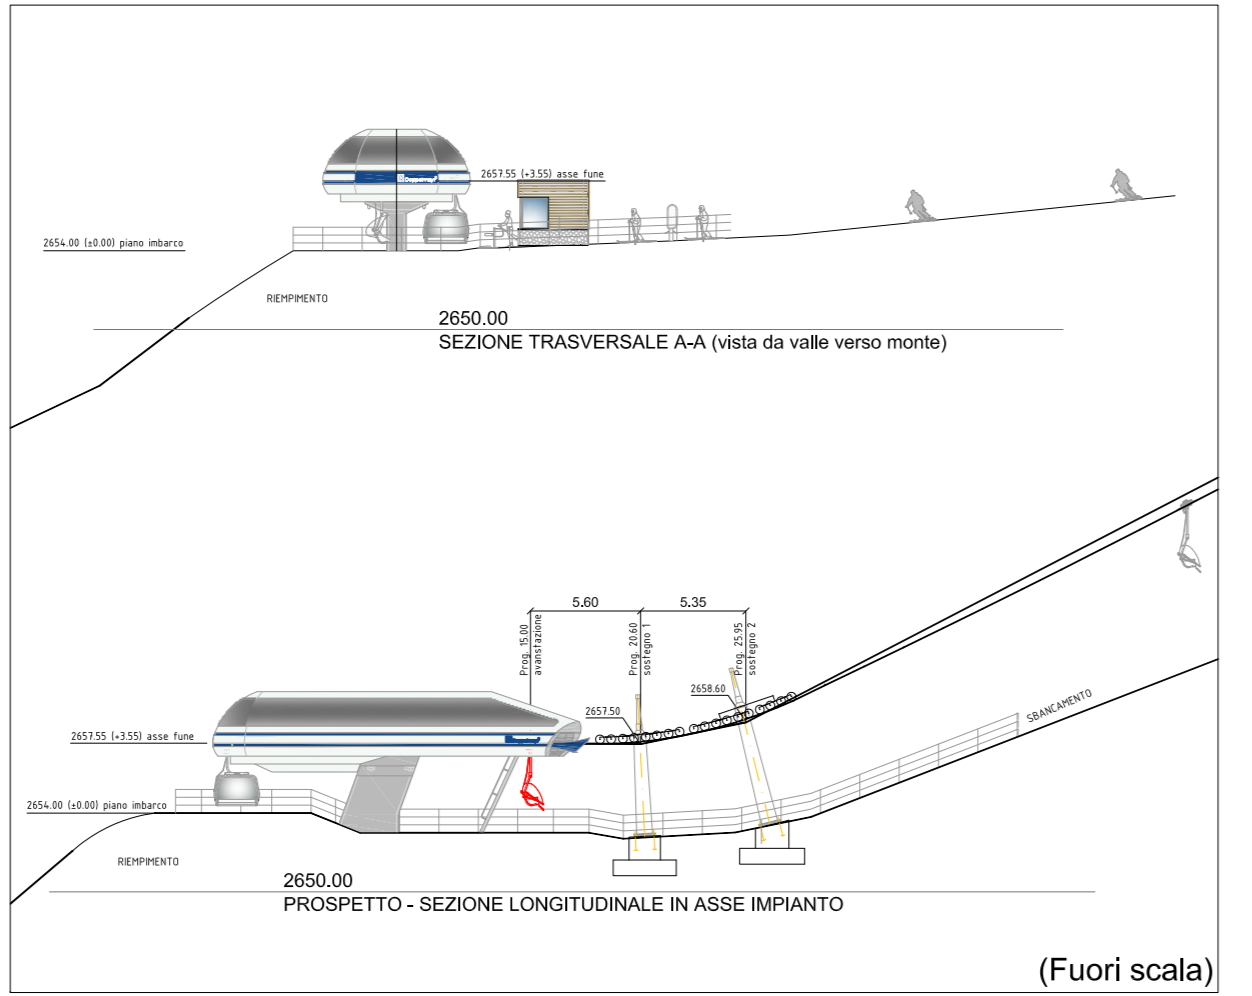 2657.55 (+3.55) asse fune
Doppelmayr
2654.00 (±0.00) piano imbarco
RIEMPIMENTO
2650.00
SEZIONE TRASVERSALE A-A (vista da valle verso monte)
5.60
5.35
Prog. 15.00
avanstazione
Prog. 20.60
sostegno 1
Prog. 25.95
sostegno 2
2658.60
2657.50
SBANCAMENTO
2657.55 (+3.55) asse fune
2654.00 (±0.00) piano imbarco
RIEMPIMENTO
2650.00
PROSPETTO - SEZIONE LONGITUDINALE IN ASSE IMPIANTO
(Fuori scala)